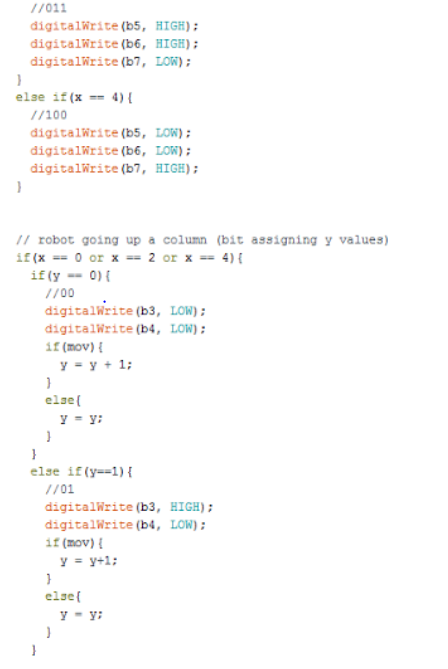 //011
digitalWrite(b5, HIGH);
digitalWrite(b6, HIGH);
digitalWrite(b7, LOW);
}
else if(x == 4){
//100
digitalWrite(b5, LOW);
digitalWrite(b6, LOW);
digitalWrite(b7, HIGH);
}
// robot going up a column (bit assigning y values)
if(x == 0 or x == 2 or x == 4){
if(y == 0){
//00
digitalWrite(b3, LOW);
digitalWrite(b4, LOW);
if(mov){
y = y + 1;
}
else{
y = y;
}
}
else if(y==1){
//01
digitalWrite(b3, HIGH);
digitalWrite(b4, LOW);
if(mov){
y = y+1;
}
else{
y = y;
}
}